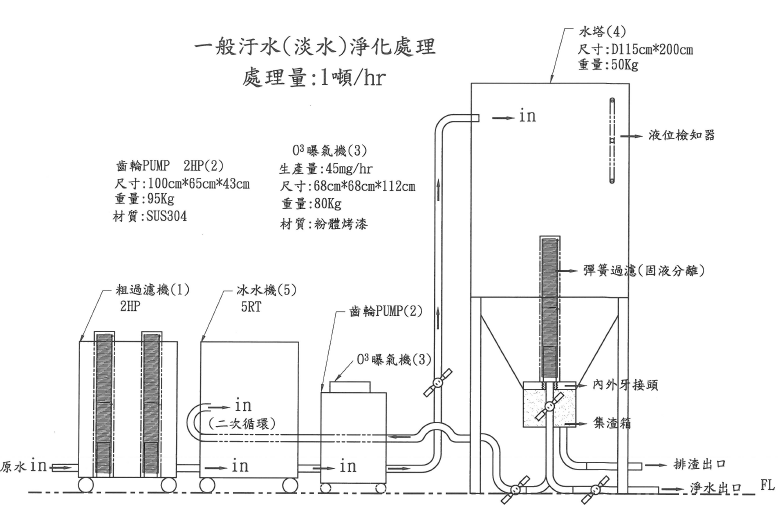 一般汙水(淡水)淨化處理
處理量:1噸/hr
水塔(4)
尺寸:D115cm*200cm
重量:50Kg
in
液位檢知器
齒輪PUMP 2HP(2)
尺寸:100cm*65cm*43cm
重量:95Kg
材質:SUS304
O³曝氣機(3)
生產量:45mg/hr
尺寸:68cm*68cm*112cm
重量:80Kg
材質:粉體烤漆
彈簧過濾(固液分離)
粗過濾機(1)
2HP
冰水機(5)
5RT
齒輪PUMP(2)
O³曝氣機(3)
內外牙接頭
in
(二次循環)
集渣箱
原水 in
in
in
排渣出口
淨水出口
FL